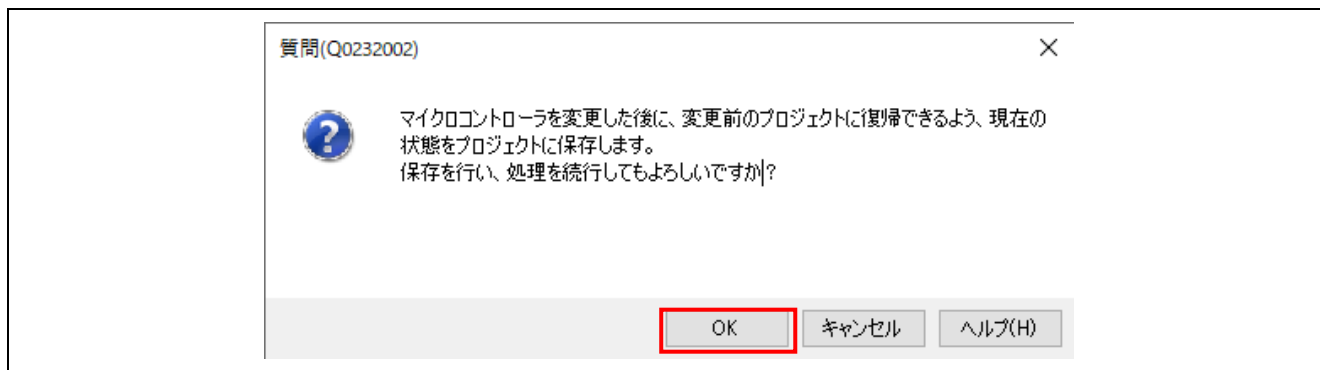 質問(Q0232002)
マイクロコントローラを変更した後に、変更前のプロジェクトに復帰できるよう、現在の
状態をプロジェクトに保存します。
保存を行い、処理を続行してもよろしいですか?
OK
キャンセル
ヘルプ(H)